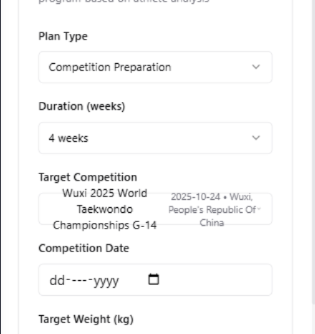 program based on athlete analysis
Plan Type
Competition Preparation
Duration (weeks)
4 weeks
Target Competition
Wuxi 2025 World
Taekwondo
Championships G-14
2025-10-24 • Wuxi,
People's Republic Of
China
Competition Date
dd----yyyy
Target Weight (kg)